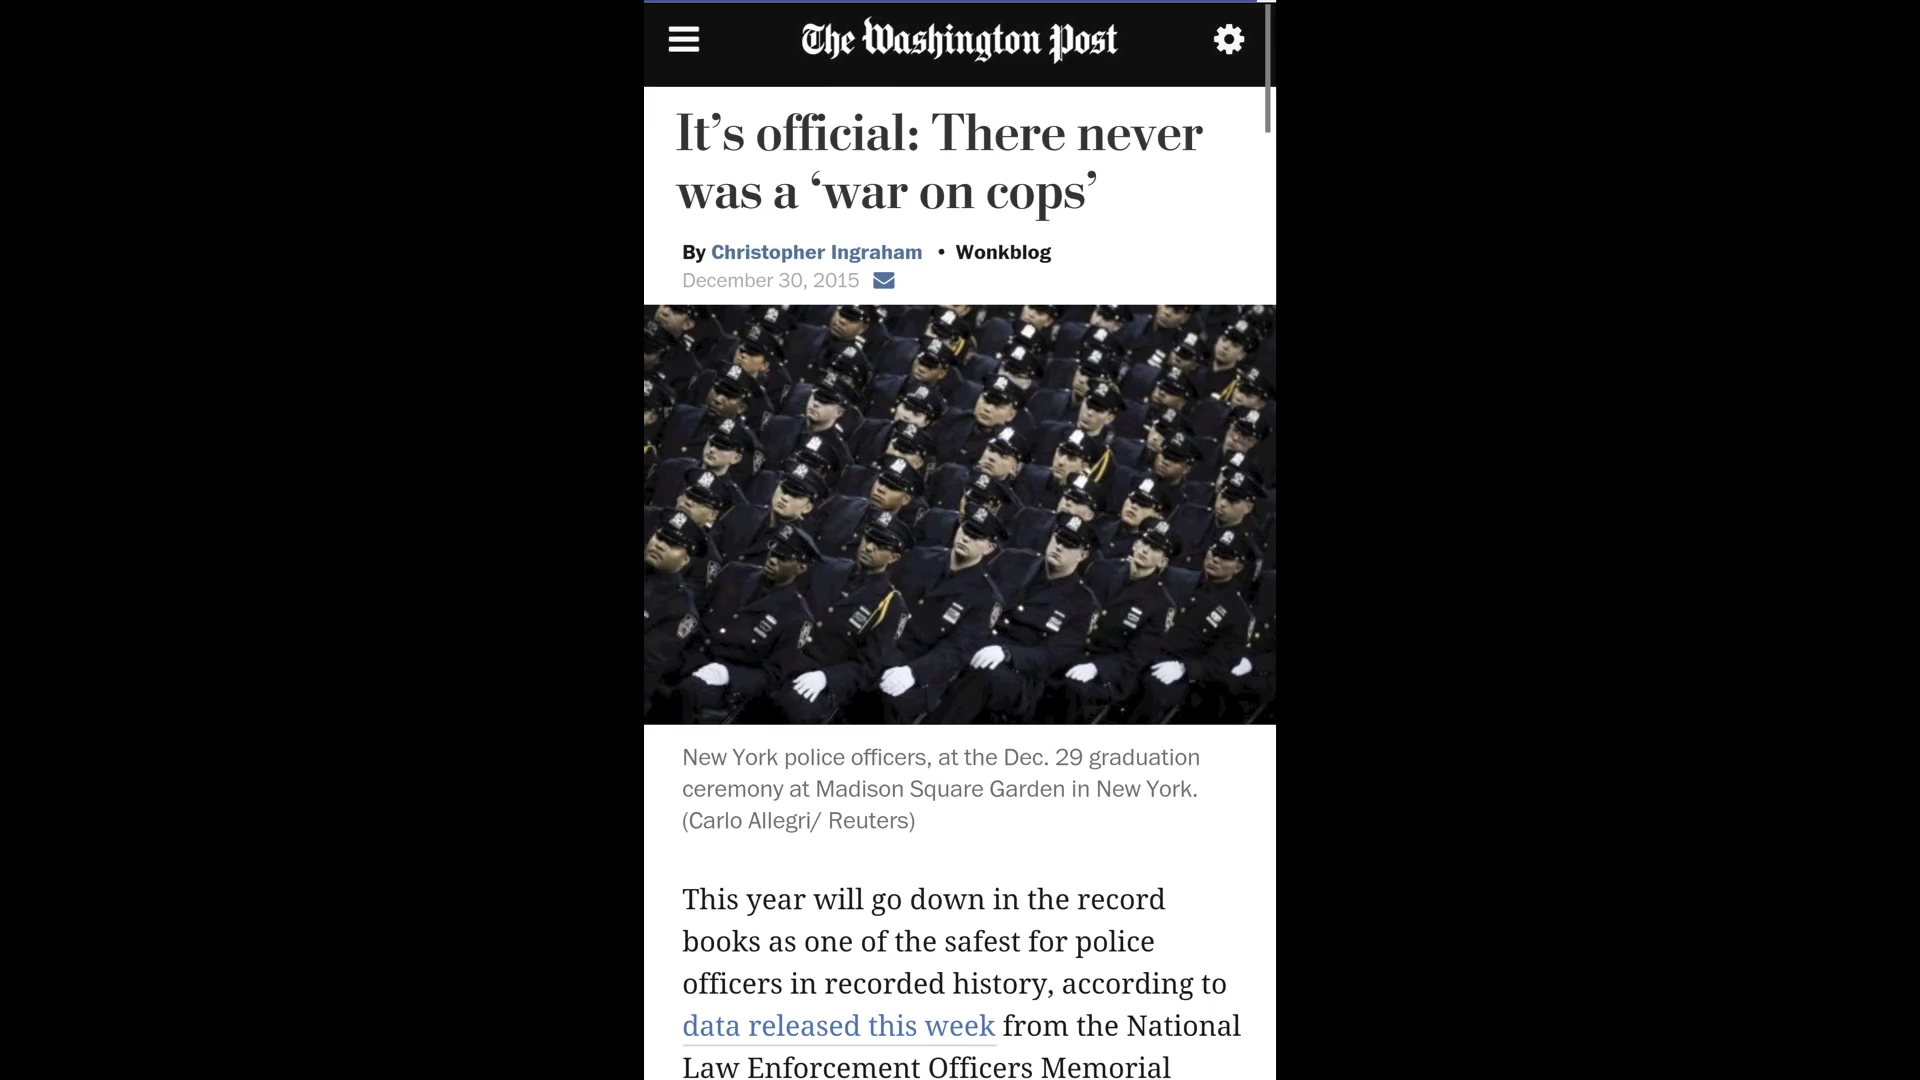 The Washington Post
It’s official: There never
was a ‘war on cops’
By Christopher Ingraham • Wonkblog
December 30, 2015
New York police officers, at the Dec. 29 graduation
ceremony at Madison Square Garden in New York.
(Carlo Allegri/ Reuters)
This year will go down in the record
books as one of the safest for police
officers in recorded history, according to
data released this week from the National
Law Enforcement Officers Memorial